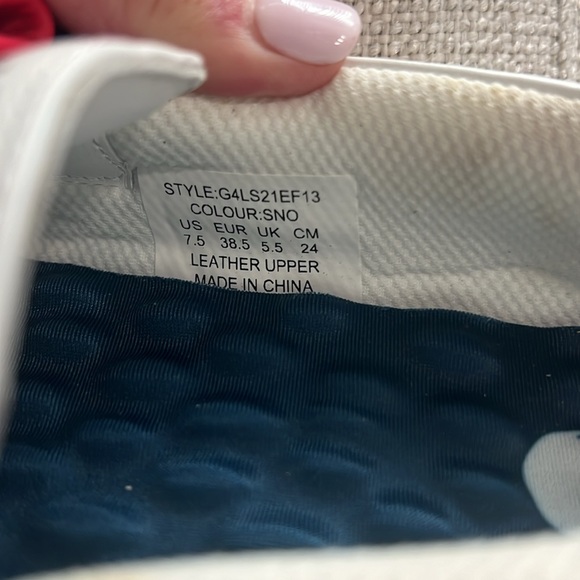 STYLE:G4LS21EF13
COLOUR:SNO
US EUR UK CM
7.5 38.5 5.5 24
LEATHER UPPER
MADE IN CHINA